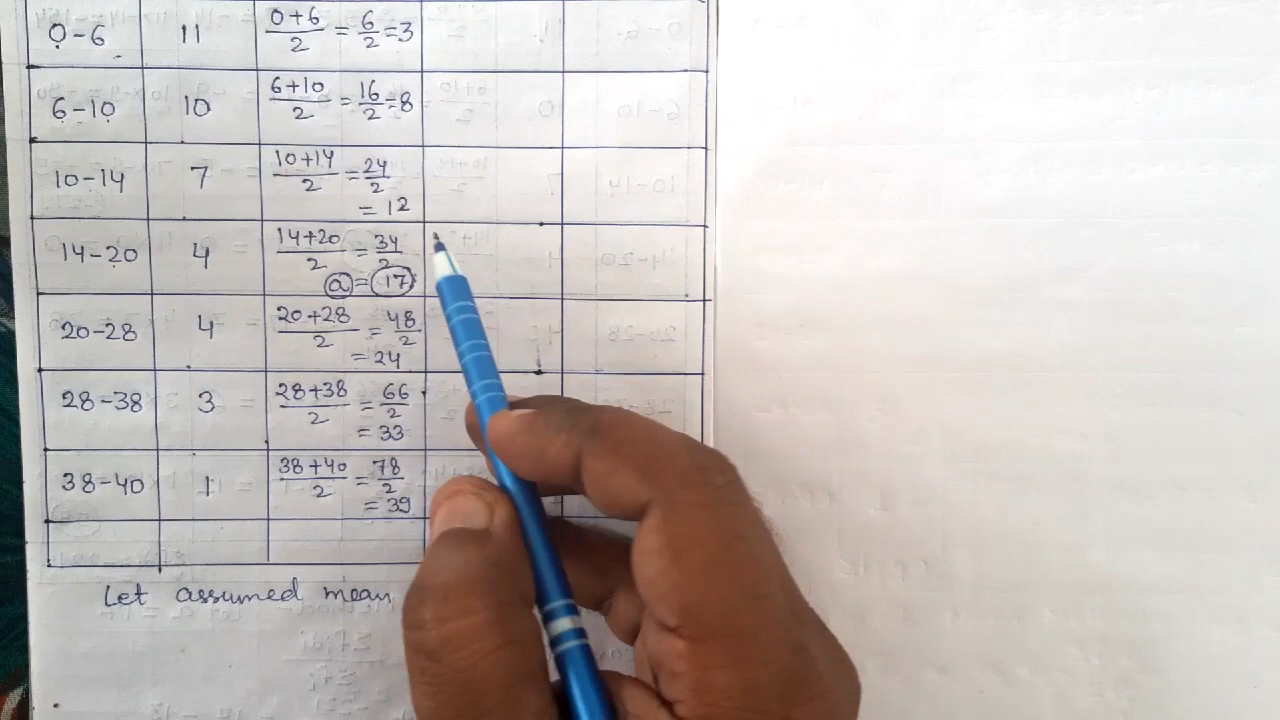 0-6 11 0+6/2 = 6/2 = 3
6-10 10 6+10/2 = 16/2 = 8
10-14 7 10+14/2 = 24/2
= 12
14-20 4 14+20/2 = 34/2
a = 17
20-28 4 20+28/2 = 48/2
= 24
28-38 3 28+38/2 = 66/2
= 33
38-40 1 38+40/2 = 78/2
= 39
Let assumed mean